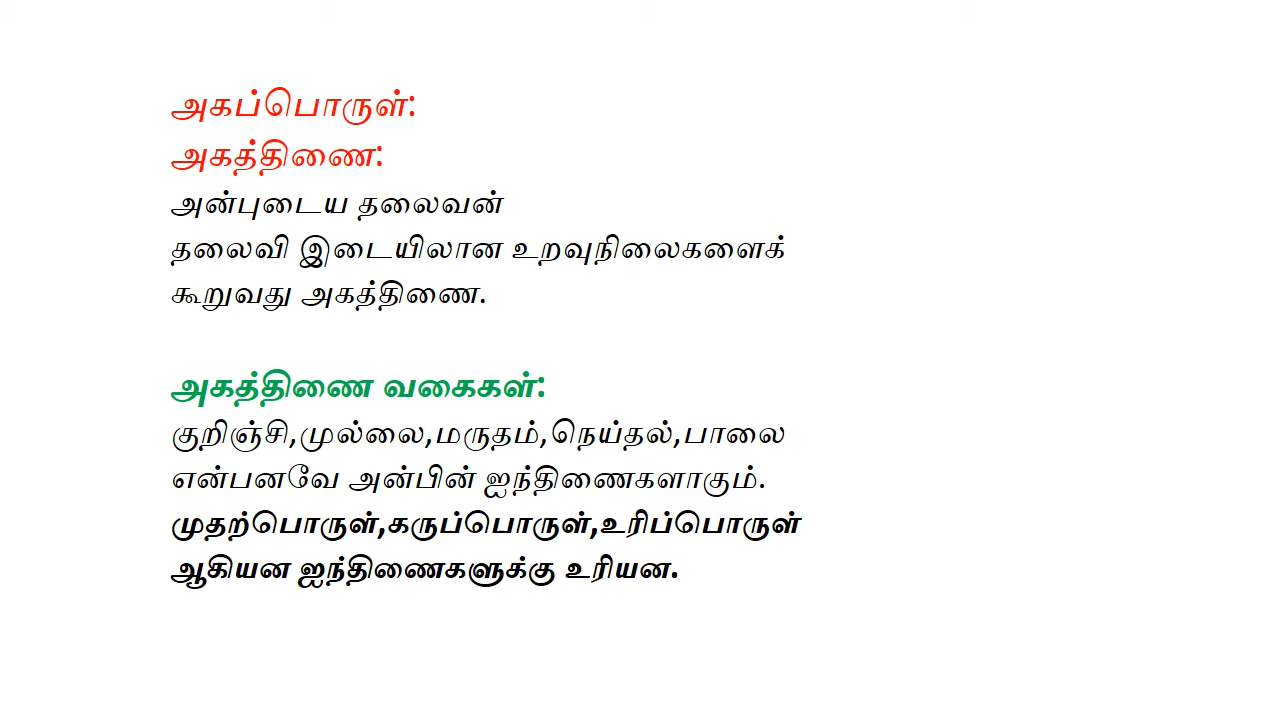 அகப்பொருள்:
அகத்திணை:
அன்புடைய தலைவன்
தலைவி இடையிலான உறவுநிலைகளைக்
கூறுவது அகத்திணை.
அகத்திணை வகைகள்:
குறிஞ்சி,முல்லை,மருதம்,நெய்தல்,பாலை
என்பனவே அன்பின் ஐந்திணைகளாகும்.
முதற்பொருள்,கருப்பொருள்,உரிப்பொருள்
ஆகியன ஐந்திணைகளுக்கு உரியன.